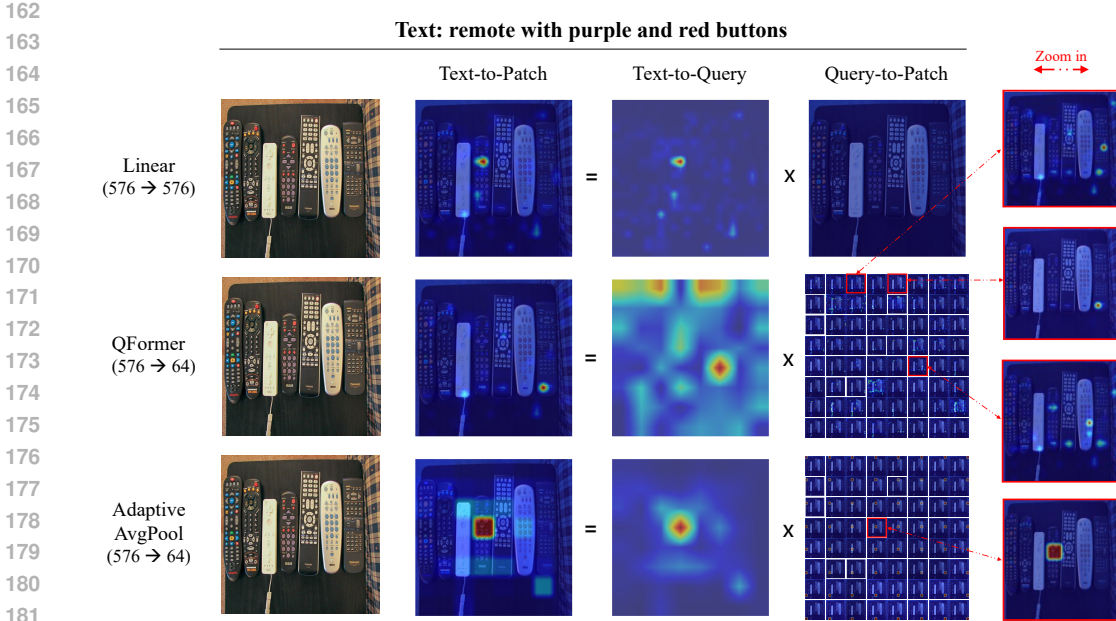 162
163
164
165
166
167
168
169
170
171
172
173
174
175
176
177
178
179
180
181
Text: remote with purple and red buttons
Text-to-Patch Text-to-Query Query-to-Patch
Zoom in
Linear
(576 → 576)
= x
QFormer
(576 → 64)
= x
Adaptive
AvgPool
(576 → 64)
= x